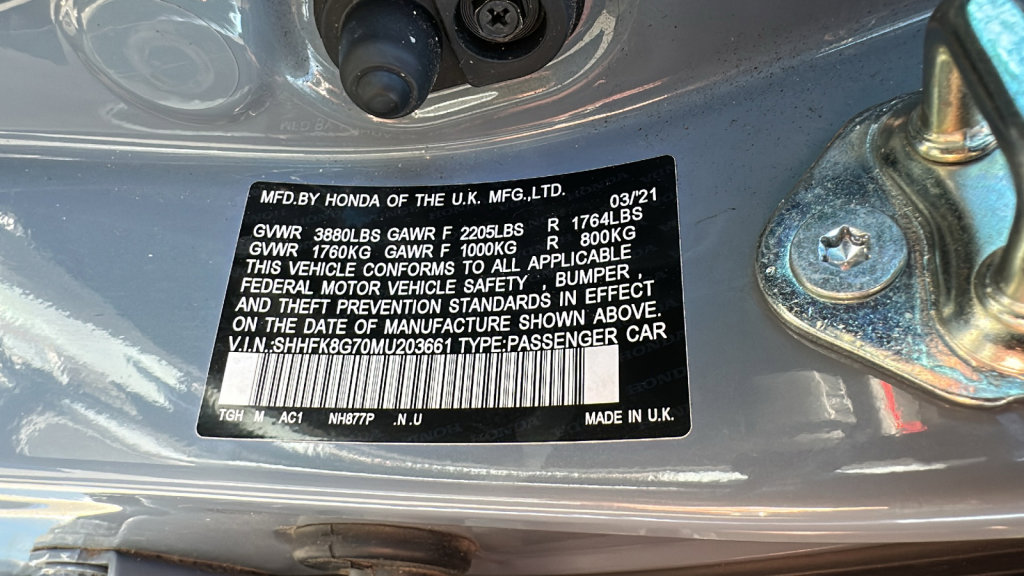 MFD.BY HONDA OF THE U.K. MFG.,LTD.
03/'21
GVWR 3880LBS GAWR F 2205LBS R 1764LBS
GVWR 1760KG GAWR F 1000KG R 800KG
THIS VEHICLE CONFORMS TO ALL APPLICABLE
FEDERAL MOTOR VEHICLE SAFETY , BUMPER ,
AND THEFT PREVENTION STANDARDS IN EFFECT
ON THE DATE OF MANUFACTURE SHOWN ABOVE.
V.I.N.:SHHFK8G70MU203661 TYPE:PASSENGER CAR
TGH M AC1 NH877P .N.U MADE IN U.K.
HONDA